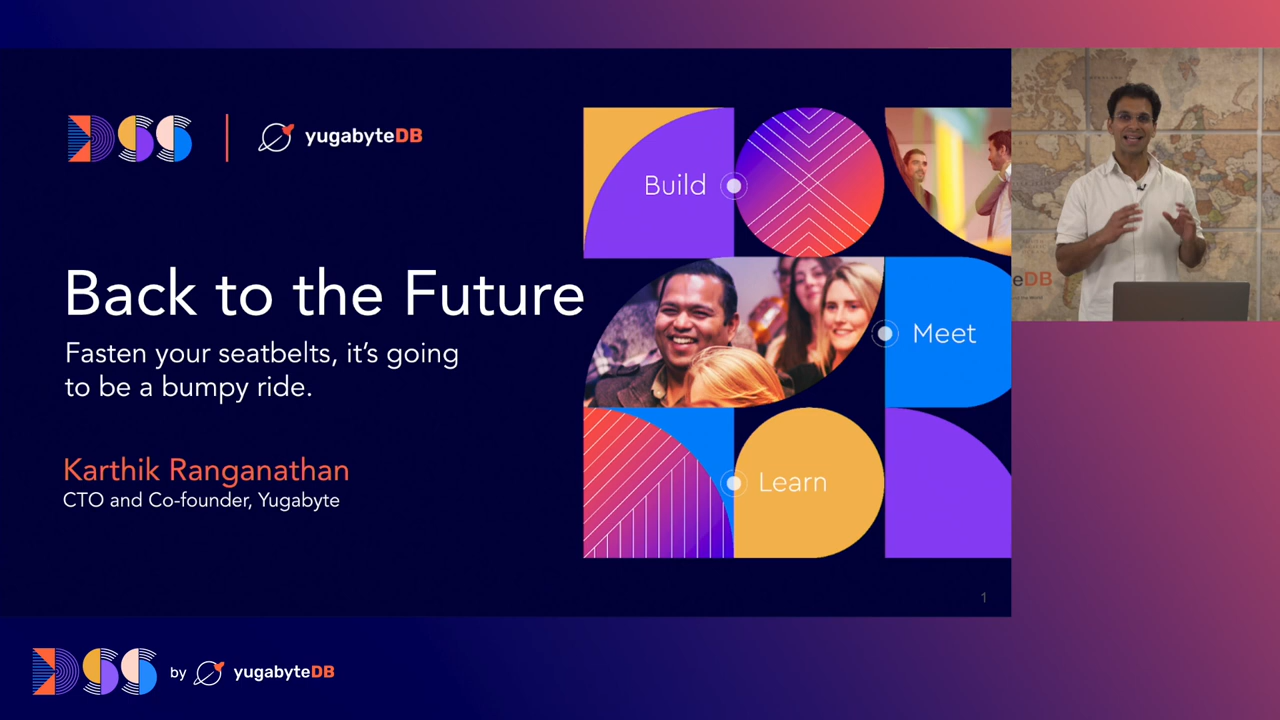 DSS
yugabyteDB
Build
Back to the Future
Fasten your seatbelts, it's going
to be a bumpy ride.
Meet
Karthik Ranganathan
CTO and Co-founder, Yugabyte
Learn
1
eDB
DSS by yugabyteDB